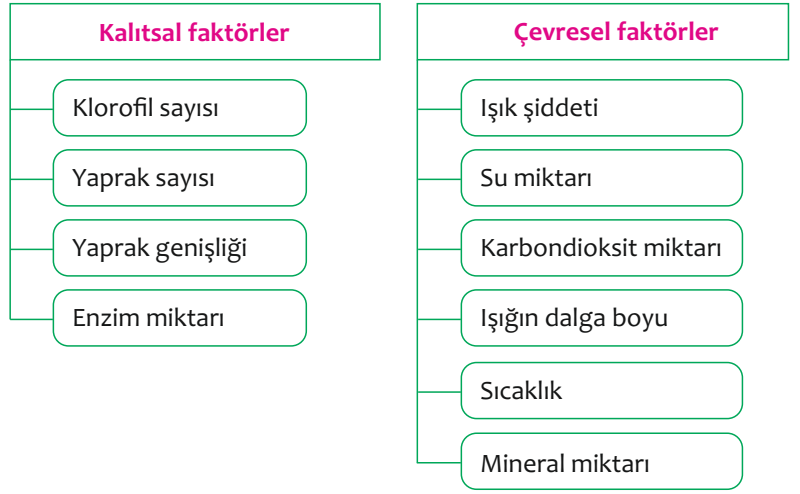 Kalıtsal faktörler
Klorofil sayısı
Yaprak sayısı
Yaprak genişliği
Enzim miktarı
Çevresel faktörler
Işık şiddeti
Su miktarı
Karbondioksit miktarı
Işığın dalga boyu
Sıcaklık
Mineral miktarı